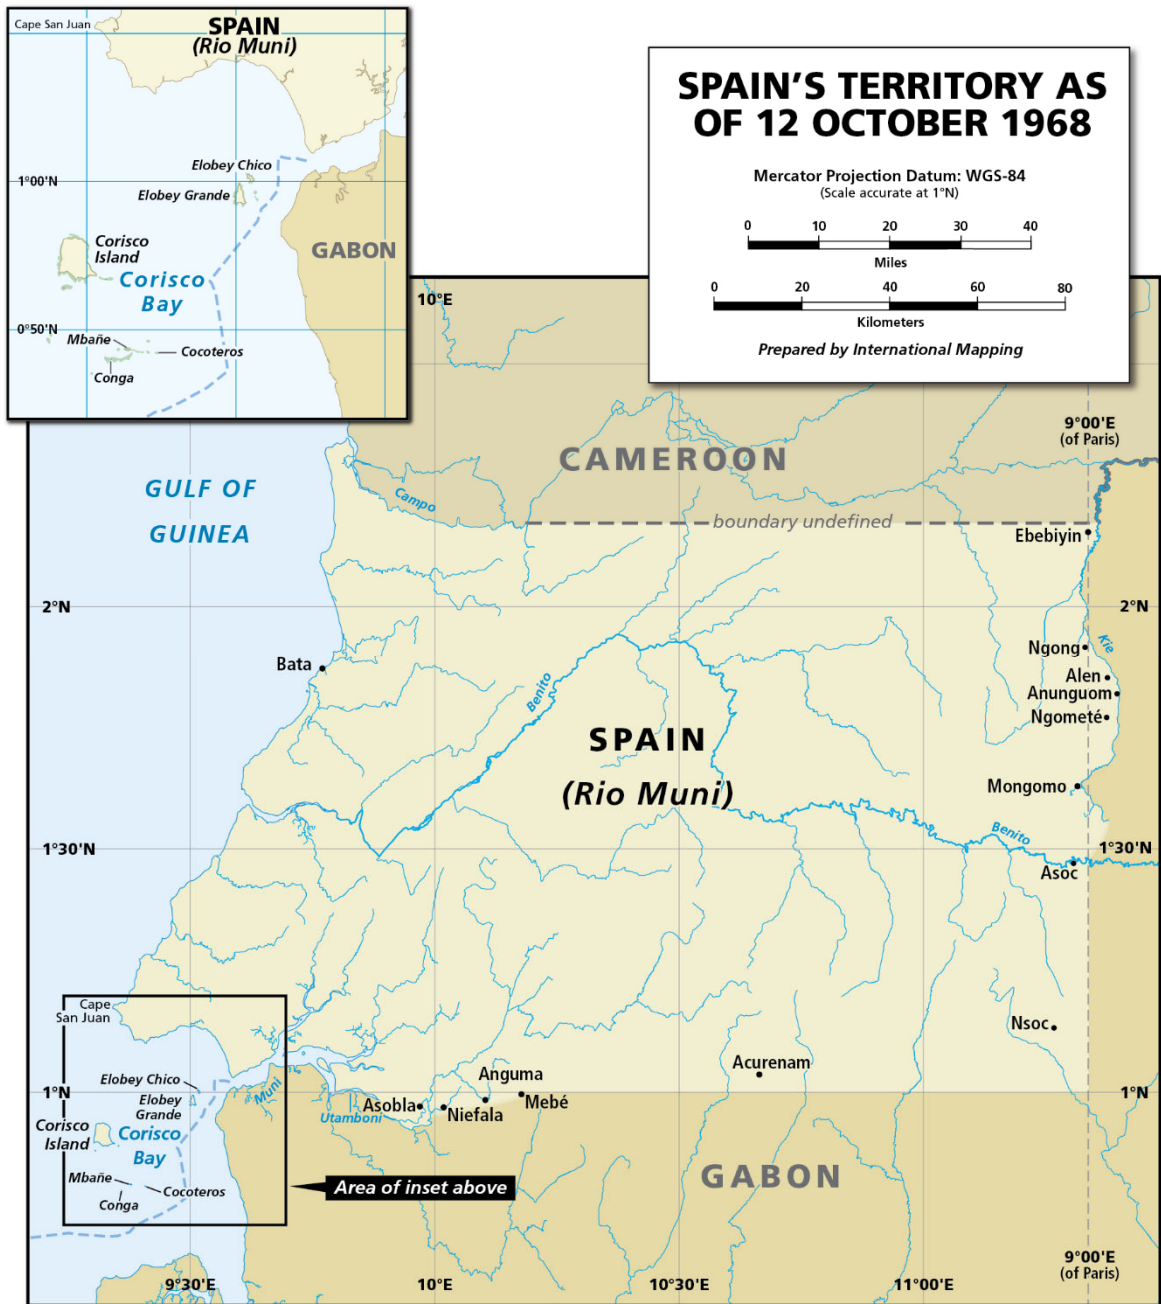 Cape San Juan
SPAIN
(Rio Muni)
Elobey Chico
1°00'N
Elobey Grande
Corisco
Island
GABON
Corisco
Bay
0°50'N
Mbañe
Cocoteros
Conga
SPAIN'S TERRITORY AS
OF 12 OCTOBER 1968
Mercator Projection Datum: WGS-84
(Scale accurate at 1°N)
0 10 20 30 40
Miles
0 20 40 60 80
Kilometers
Prepared by International Mapping
10°E
9°00'E
(of Paris)
CAMEROON
GULF OF
GUINEA
Campo
boundary undefined
Ebebiyin
2°N
2°N
Ngong
Kie
Bata
Alen
Anunguom
Benito
Ngometé
SPAIN
(Rio Muni)
Mongomo
Benito
1°30'N
1°30'N
Asoc
Cape
San Juan
Nsoc
Acurenam
Elobey Chico
Muni
Anguma
1°N
1°N
Elobey
Grande
Asobla
Niefala
Mebé
Utamboni
Corisco
Island
Corisco
Bay
Mbañe
Cocoteros
Conga
Area of inset above
GABON
9°00'E
(of Paris)
9°30'E
10°E
10°30'E
11°00'E